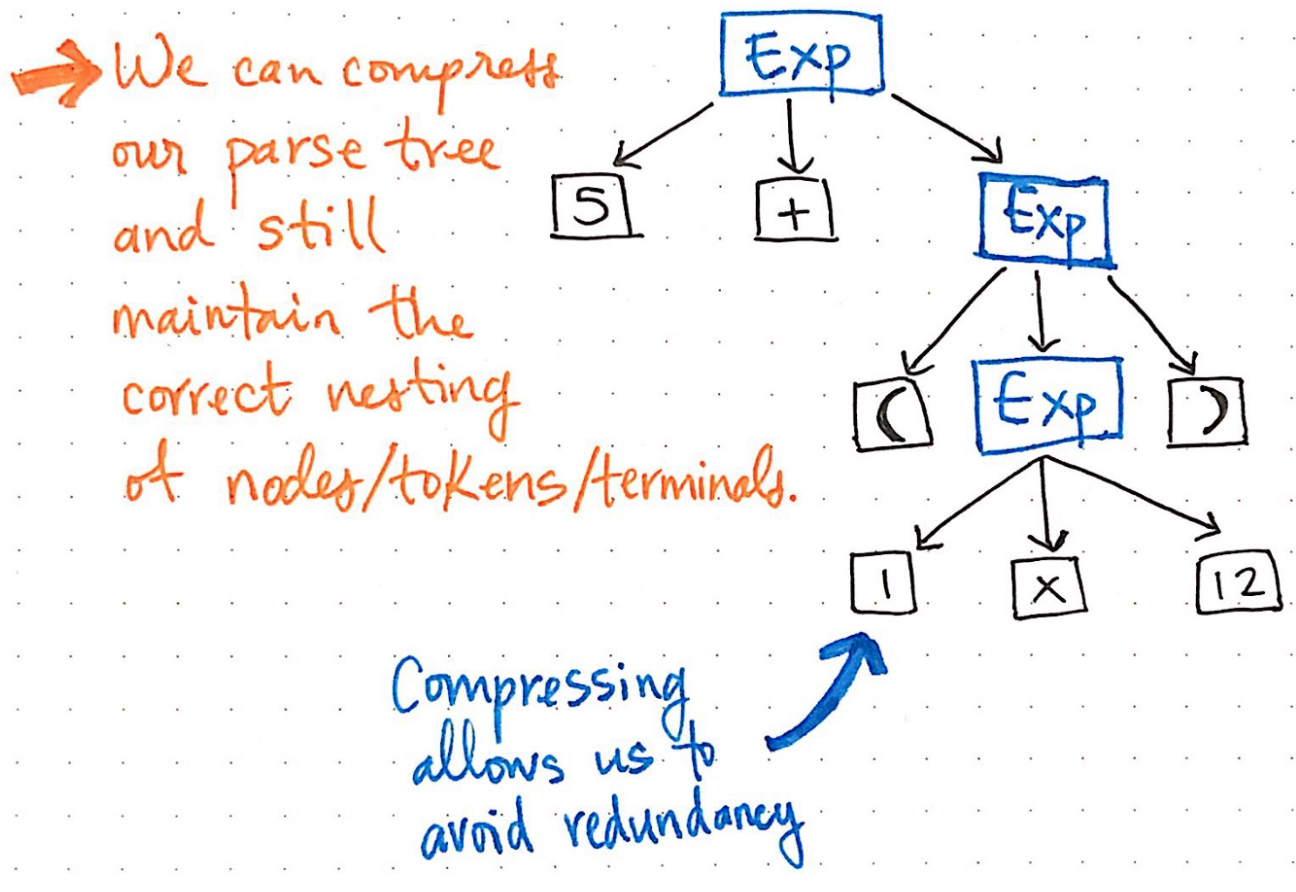 We can compress
our parse tree
and still
maintain the
correct nesting
of nodes/tokens/terminals.
Exp
5
+
Exp
(
Exp
)
1
x
12
Compressing
allows us to
avoid redundancy